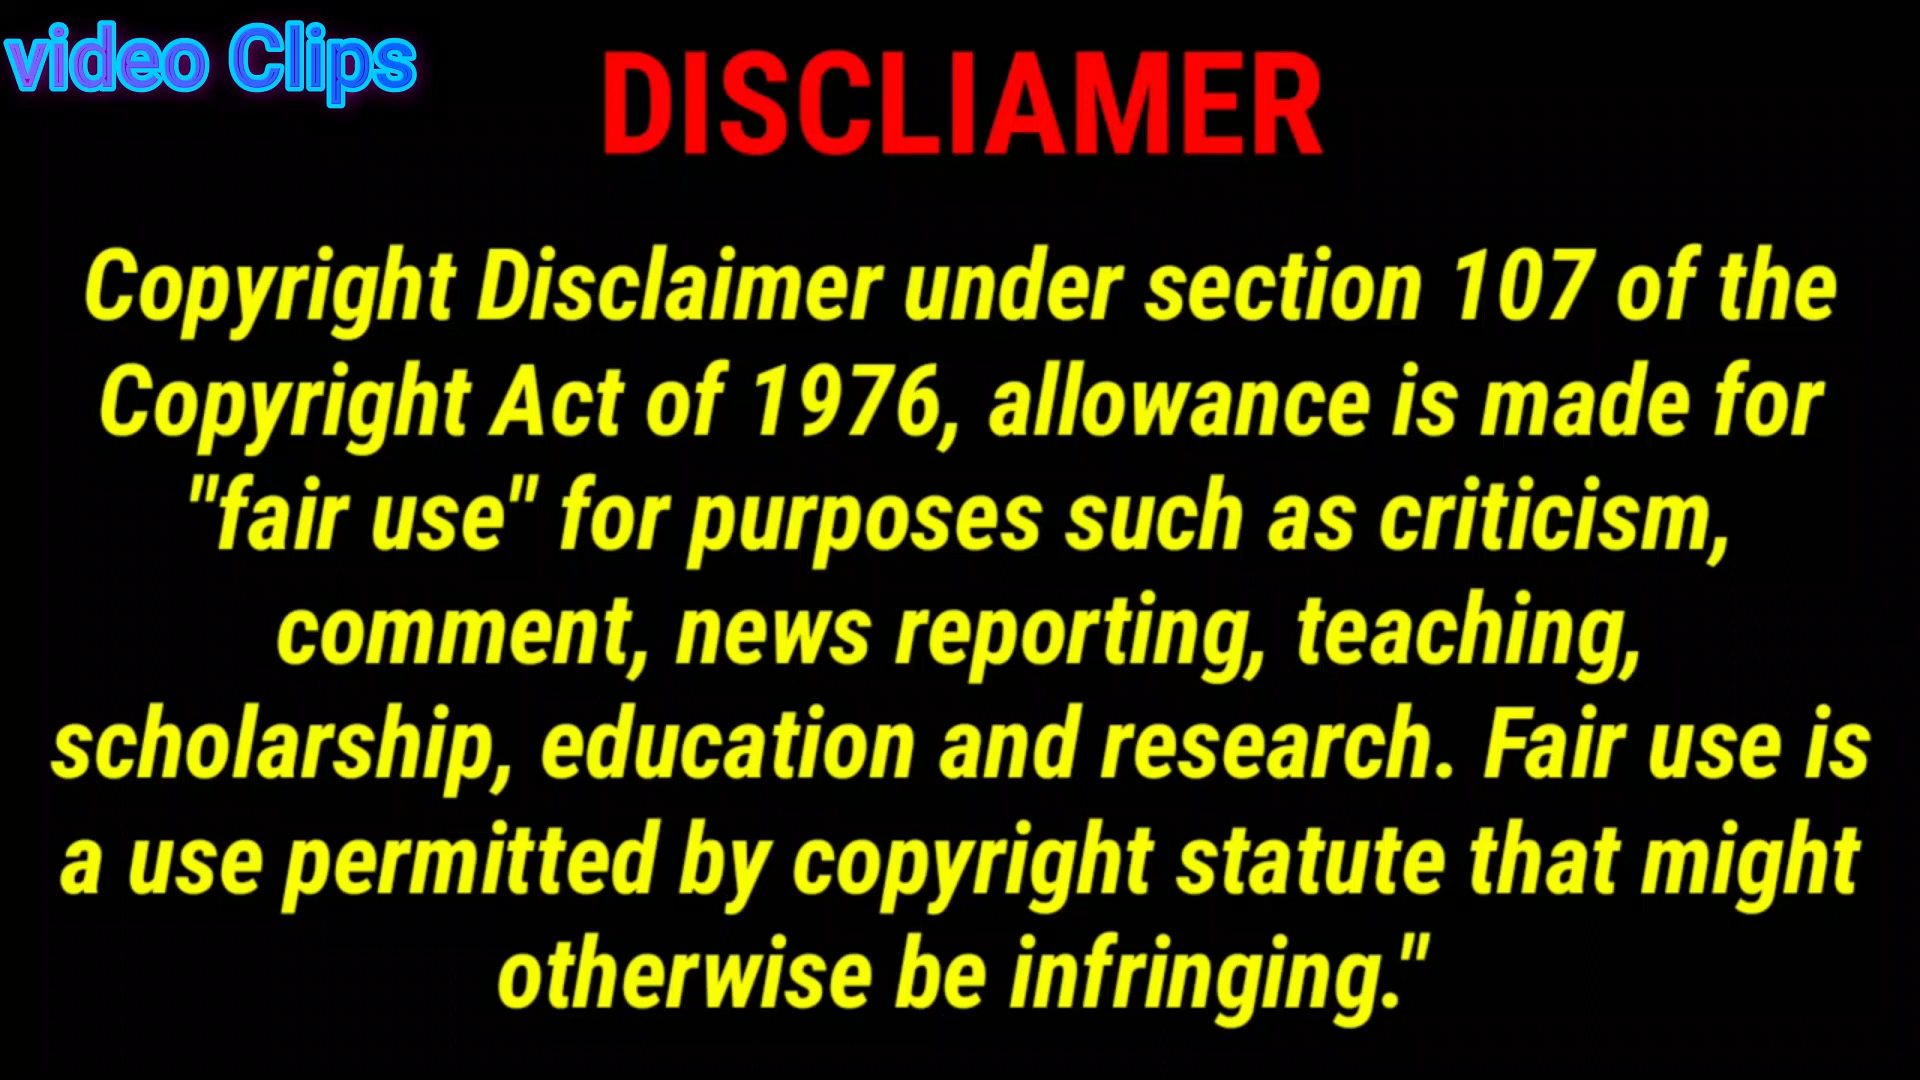 video Clips
DISCLIAMER
Copyright Disclaimer under section 107 of the
Copyright Act of 1976, allowance is made for
"fair use" for purposes such as criticism,
comment, news reporting, teaching,
scholarship, education and research. Fair use is
a use permitted by copyright statute that might
otherwise be infringing."